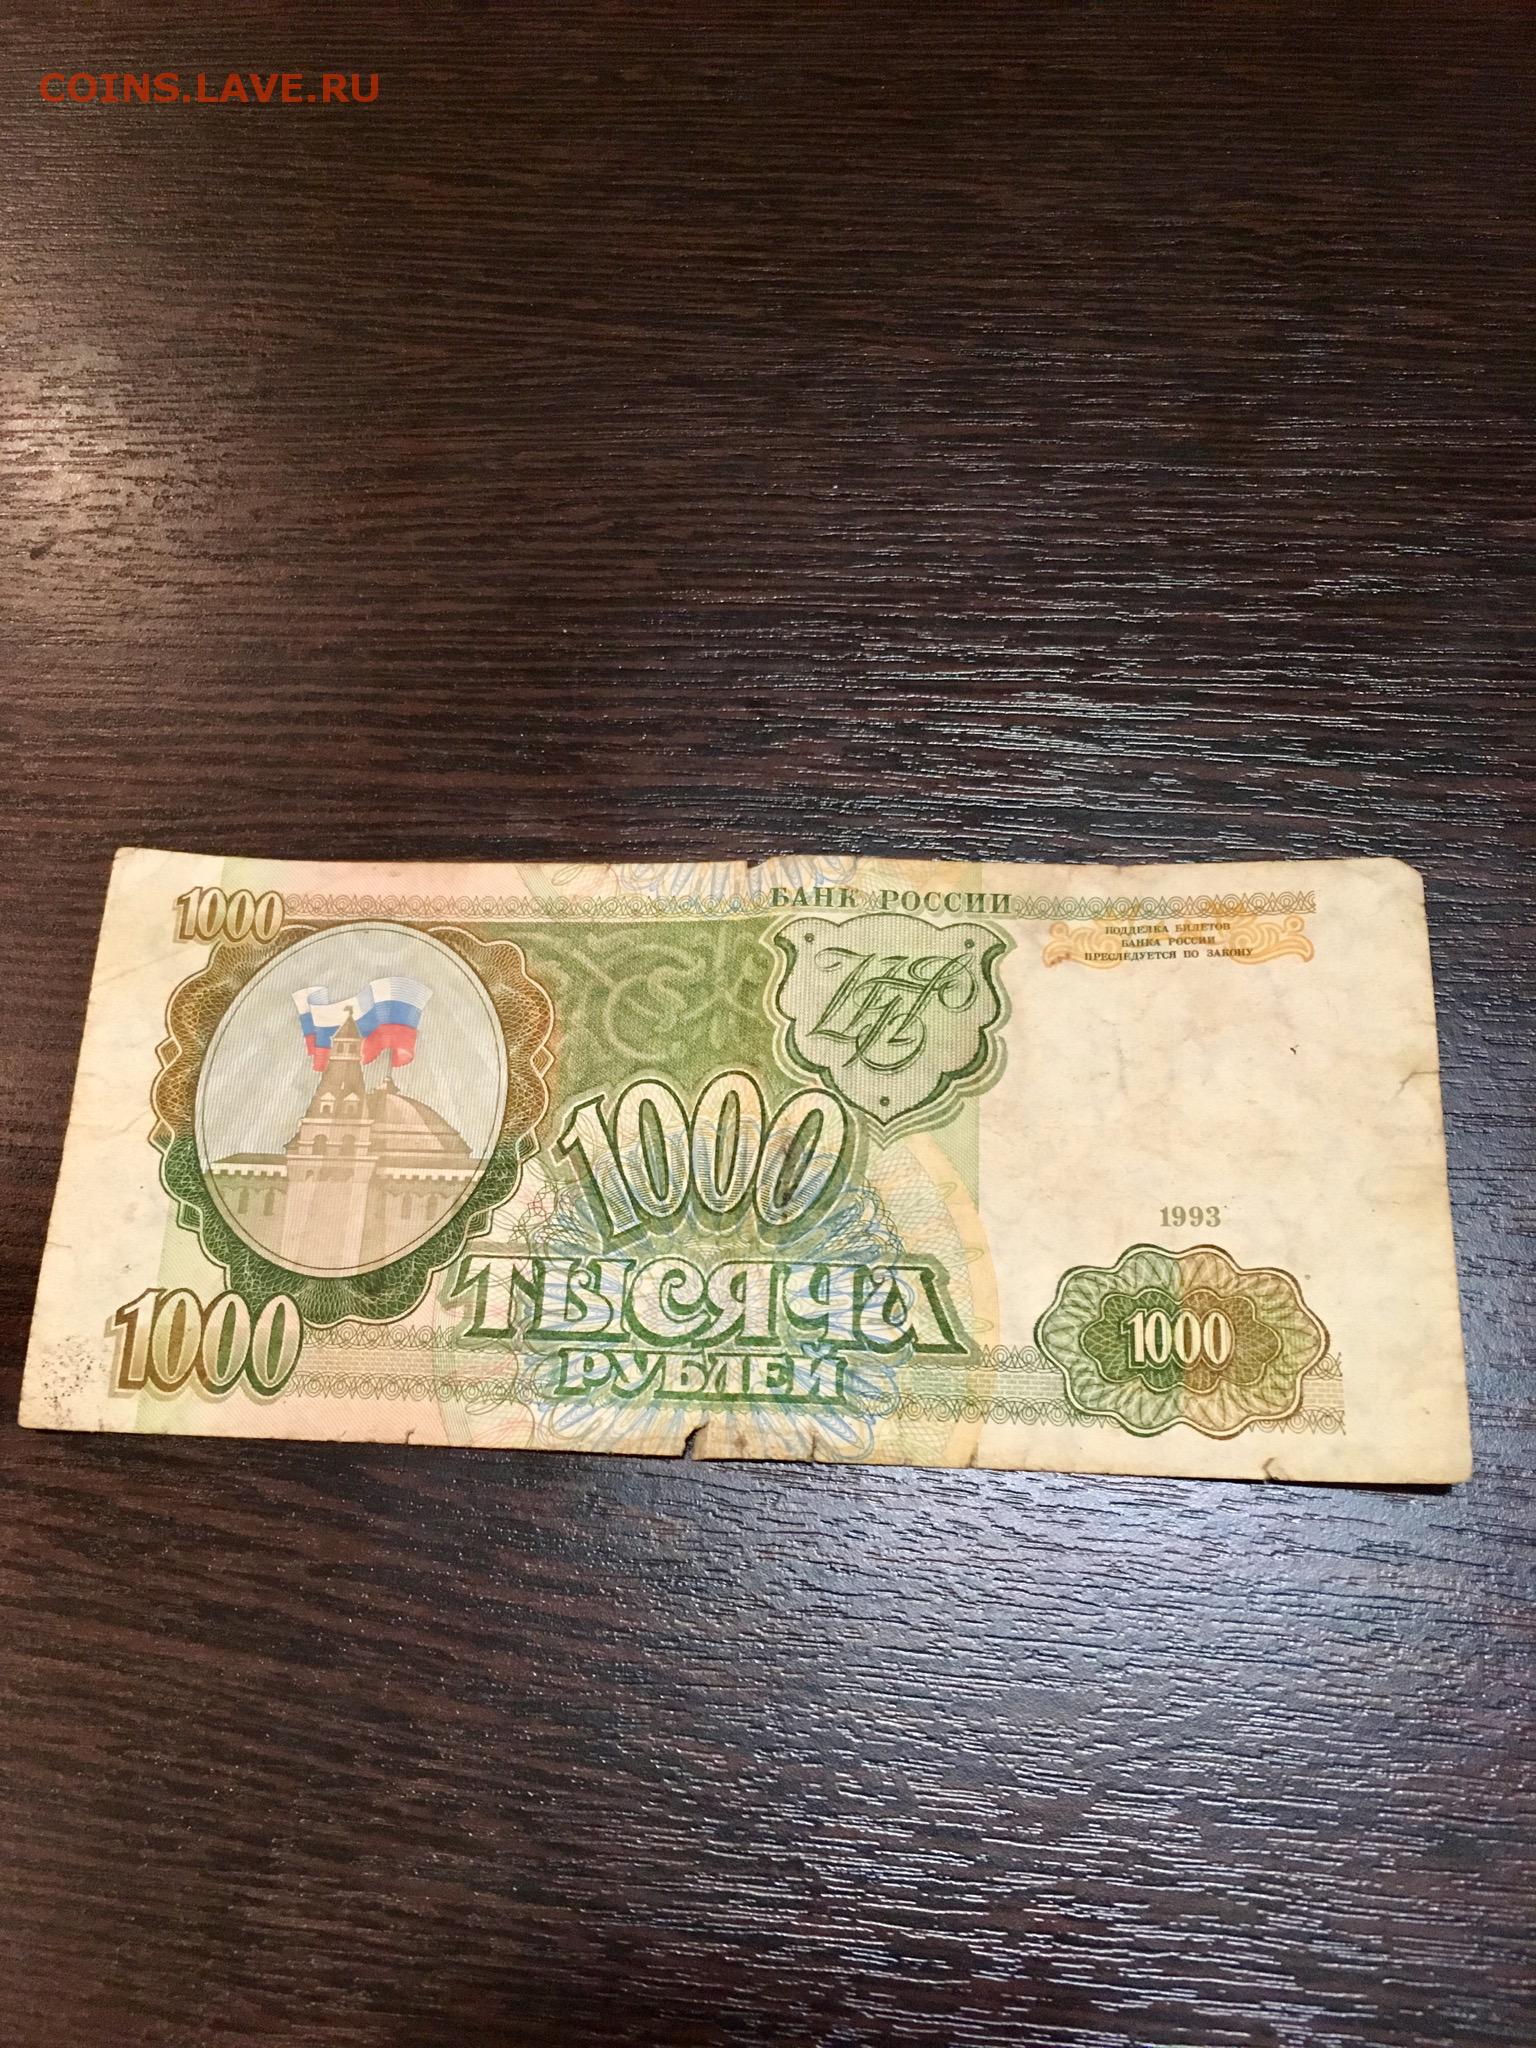 COINS.LAVE.RU
1000
БАНК РОССИИ
ПОДДЕЛКА БИЛЕТОВ
БАНКА РОССИИ
ПРЕСЛЕДУЕТСЯ ПО ЗАКОНУ
1000
1993
ТЫСЯЧА
РУБЛЕЙ
1000
1000